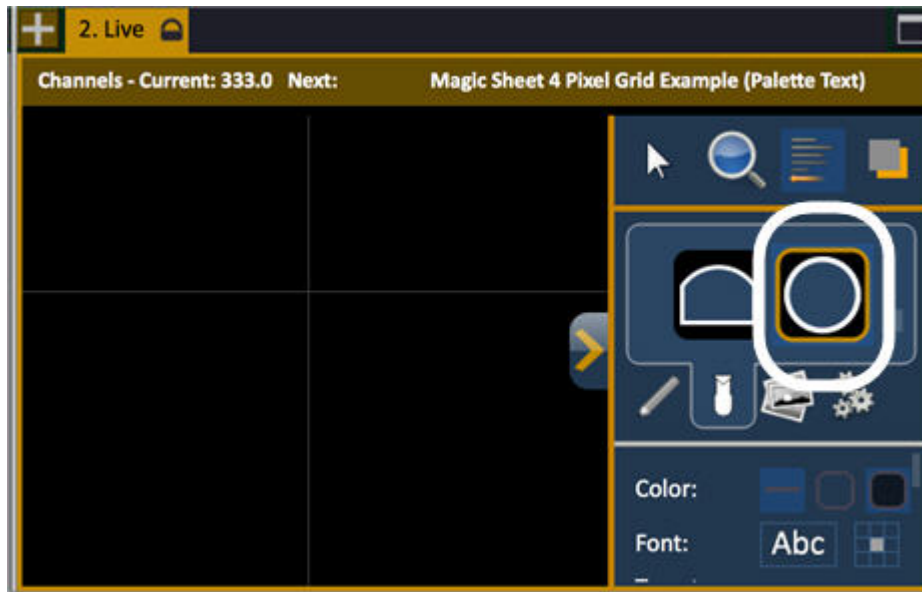 2. Live
Channels - Current: 333.0 Next: Magic Sheet 4 Pixel Grid Example (Palette Text)
Color:
Font: Abc